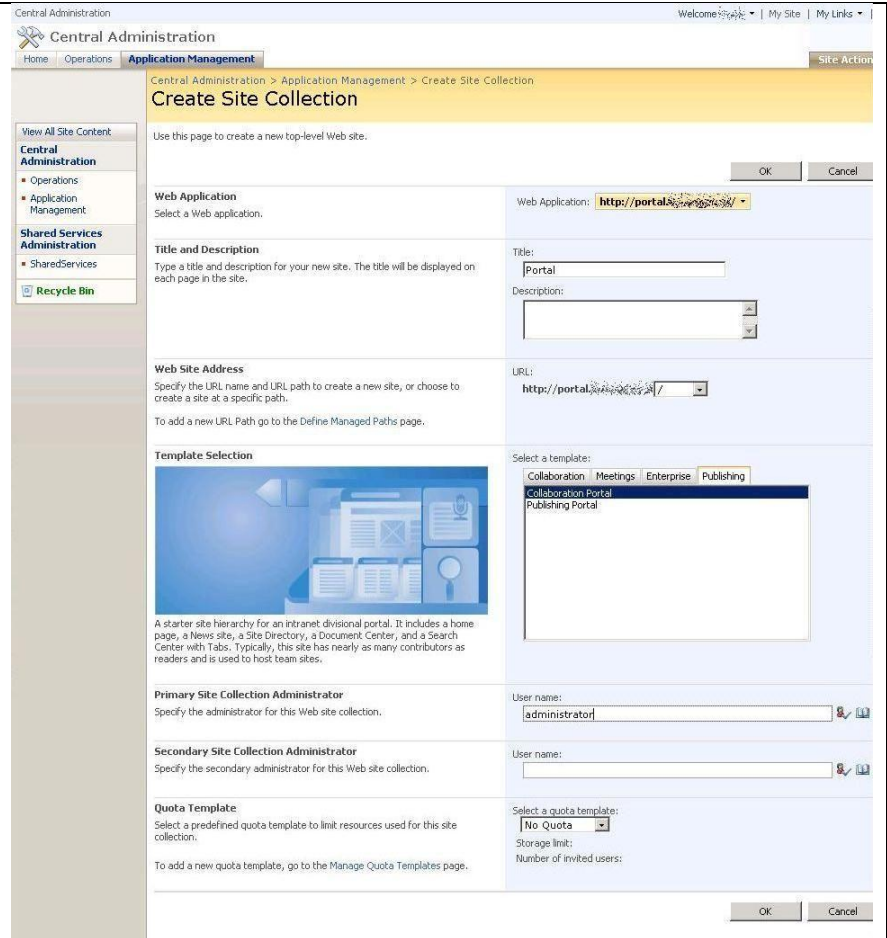 Central Administration
Welcome | My Site | My Links |
Central Administration
Home Operations Application Management
Site Action
Central Administration > Application Management > Create Site Collection
Create Site Collection
View All Site Content
Central
Administration
Operations
Application
Management
Shared Services
Administration
SharedServices
Recycle Bin
Use this page to create a new top-level Web site.
OK Cancel
Web Application
Select a Web application.
Web Application: http://portal. /
Title and Description
Type a title and description for your new site. The title will be displayed on
each page in the site.
Title:
Portal
Description:
Web Site Address
Specify the URL name and URL path to create a new site, or choose to
create a site at a specific path.
To add a new URL Path go to the Define Managed Paths page.
URL:
http://portal. /
Template Selection
A starter site hierarchy for an intranet divisional portal. It includes a home
page, a News site, a Site Directory, a Document Center, and a Search
Center with Tabs. Typically, this site has nearly as many contributors as
readers and is used to host team sites.
Select a template:
Collaboration Meetings Enterprise Publishing
Collaboration Portal
Publishing Portal
Primary Site Collection Administrator
Specify the administrator for this Web site collection.
User name:
administrator
Secondary Site Collection Administrator
Specify the secondary administrator for this Web site collection.
User name:
Quota Template
Select a predefined quota template to limit resources used for this site
collection.
To add a new quota template, go to the Manage Quota Templates page.
Select a quota template:
No Quota
Storage limit:
Number of invited users:
OK Cancel